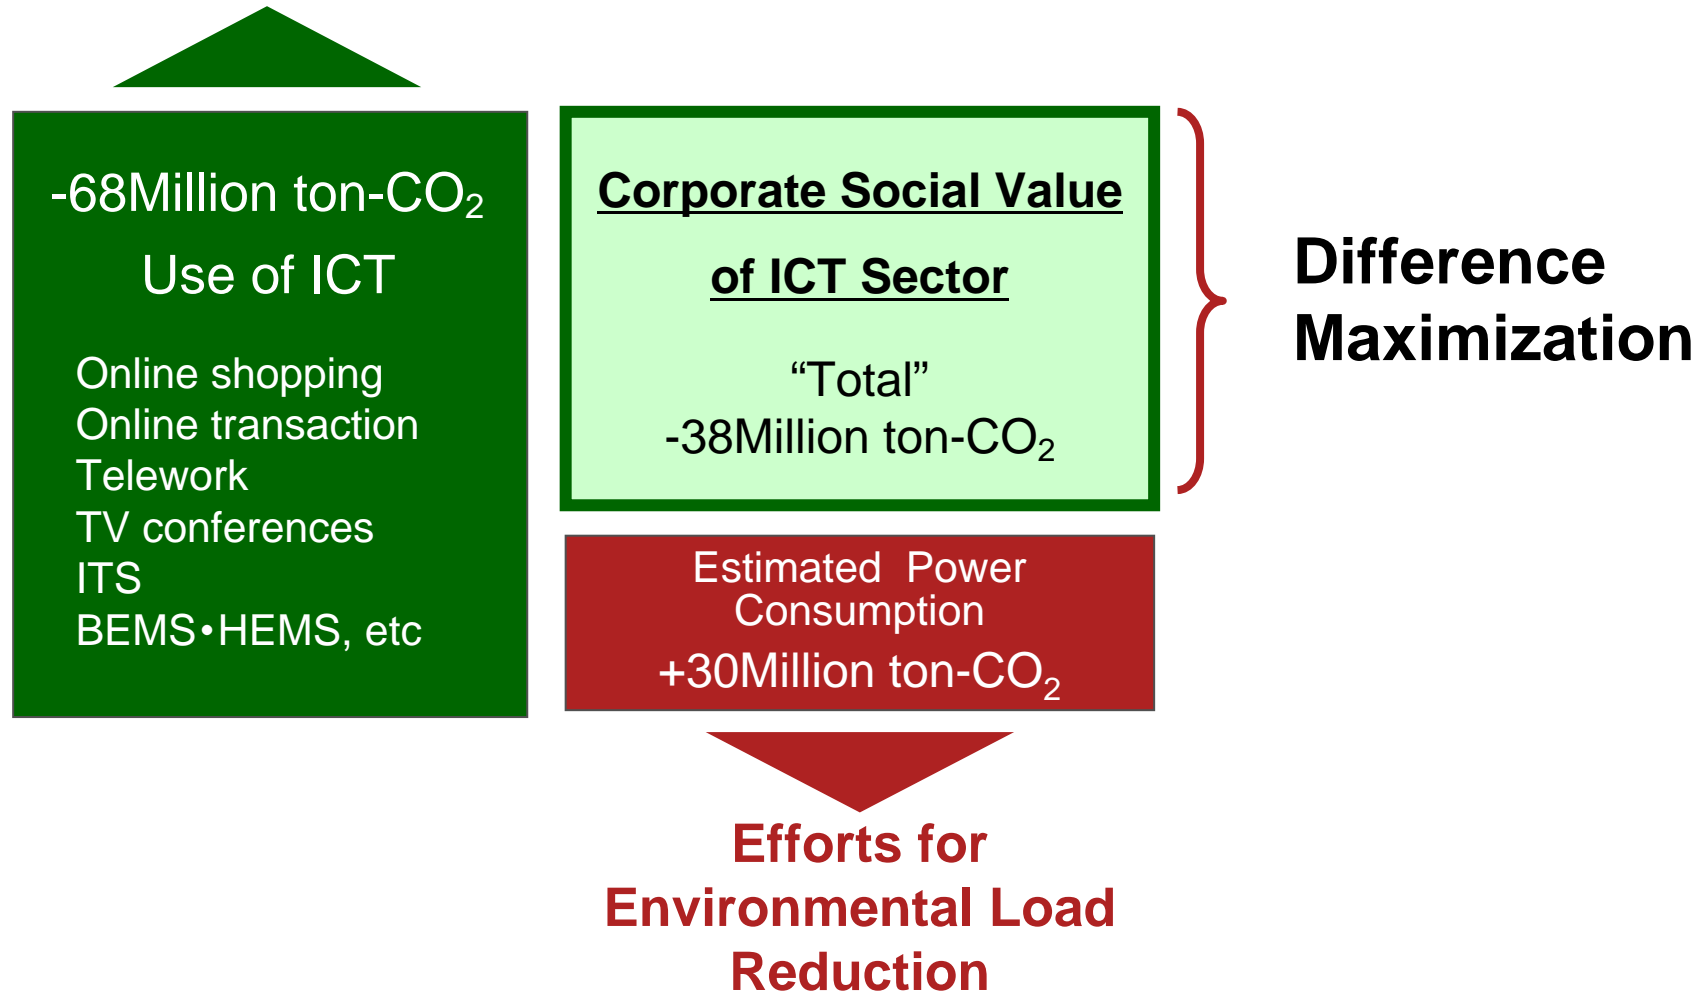 -68Million ton-CO₂
Use of ICT
Online shopping
Online transaction
Telework
TV conferences
ITS
BEMS・HEMS, etc
Corporate Social Value
of ICT Sector
“Total”
-38Million ton-CO₂
Difference
Maximization
Estimated Power
Consumption
+30Million ton-CO₂
Efforts for
Environmental Load
Reduction